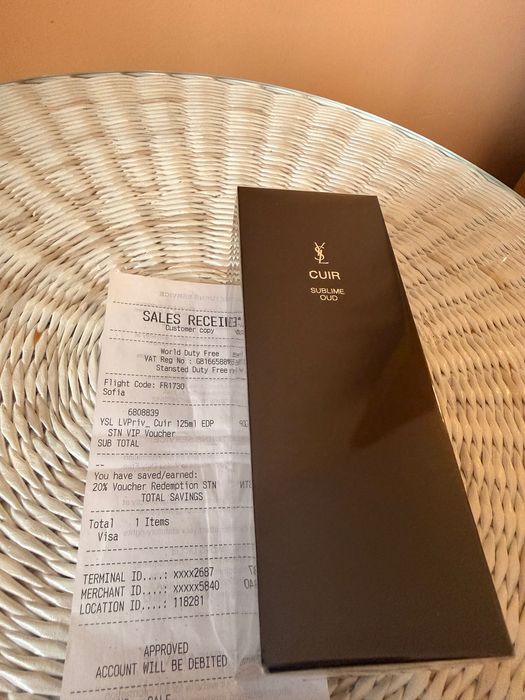 SALES RECEI
Customer copy
World Duty Free
VAT Reg No : GB16658
Stansted Duty Free
Flight Code: FR1730
Sofia
6808839
YSL LVPriv_ Cuir 125ml EDP
STN VIP Voucher
SUB TOTAL
--
You have saved/earned:
20% Voucher Redemption STN
TOTAL SAVINGS
Total 1 Items
Visa
TERMINAL ID....: xxxx2687
MERCHANT ID....: xxxxx5840
LOCATION ID....: 118281
APPROVED
ACCOUNT WILL BE DEBITED
SALE
YSL
CUIR
SUBLIME
OUD